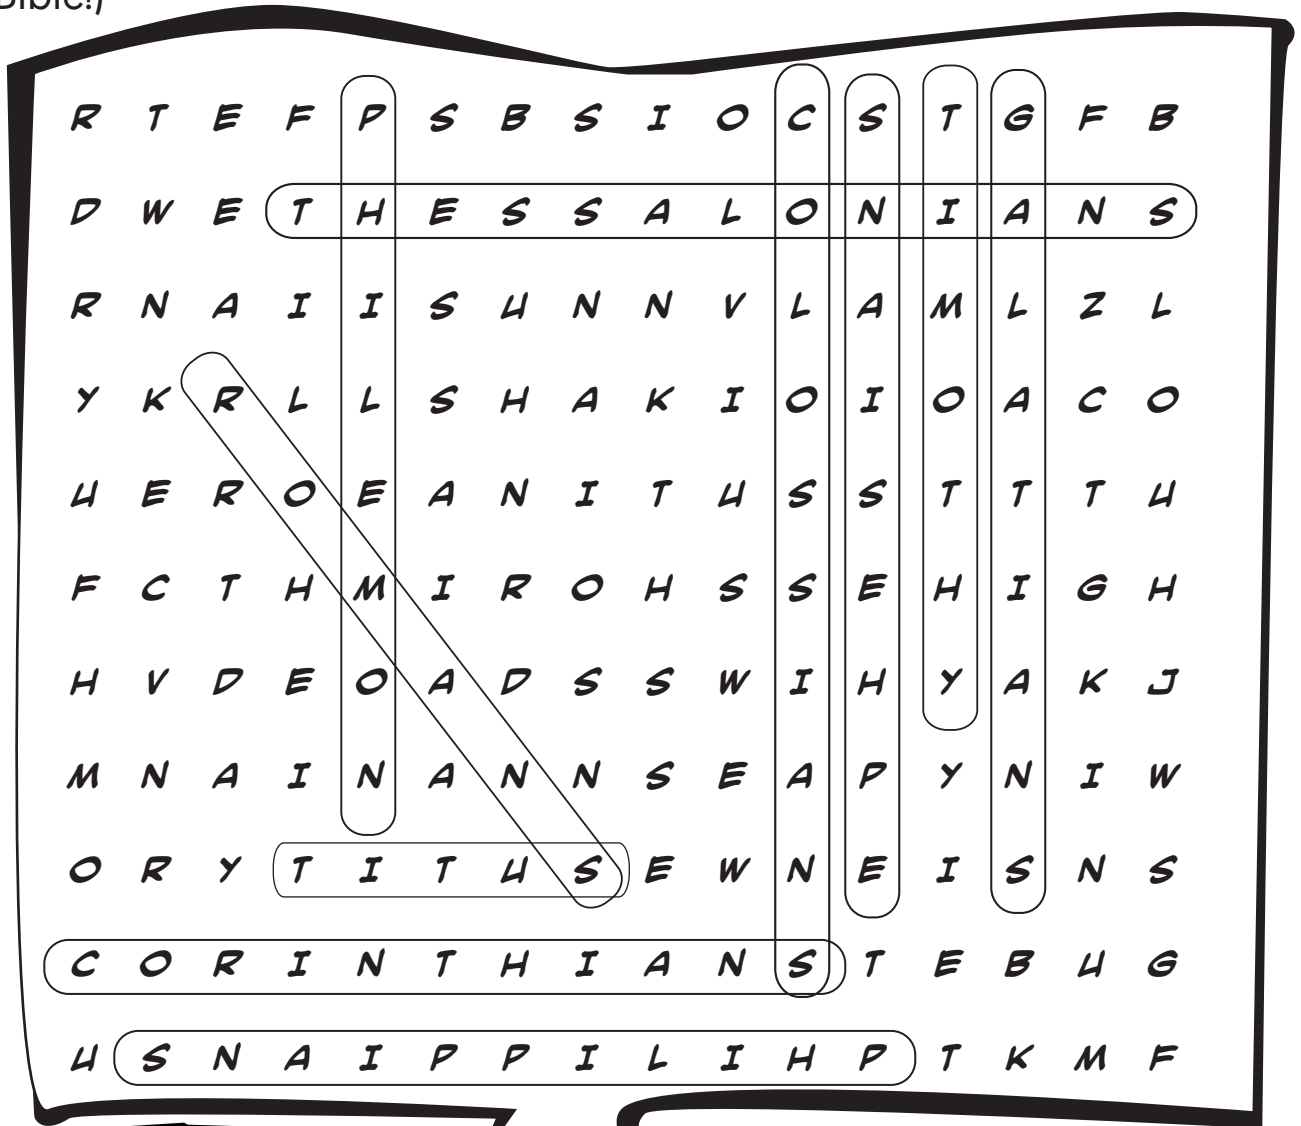 Bible!)
R T E F P S B S I O C S T G F B
D W E T H E S S A L O N I A N S
R N A I I S U N N V L A M L Z L
Y K R L L S H A K I O I O A C O
U E R O E A N I T U S S T T T U
F C T H M I R O H S S E H I G H
H V D E O A D S S W I H Y A K J
M N A I N A N N S E A P Y N I W
O R Y T I T U S E W N E I S N S
C O R I N T H I A N S T E B U G
U S N A I P P I L I H P T K M F